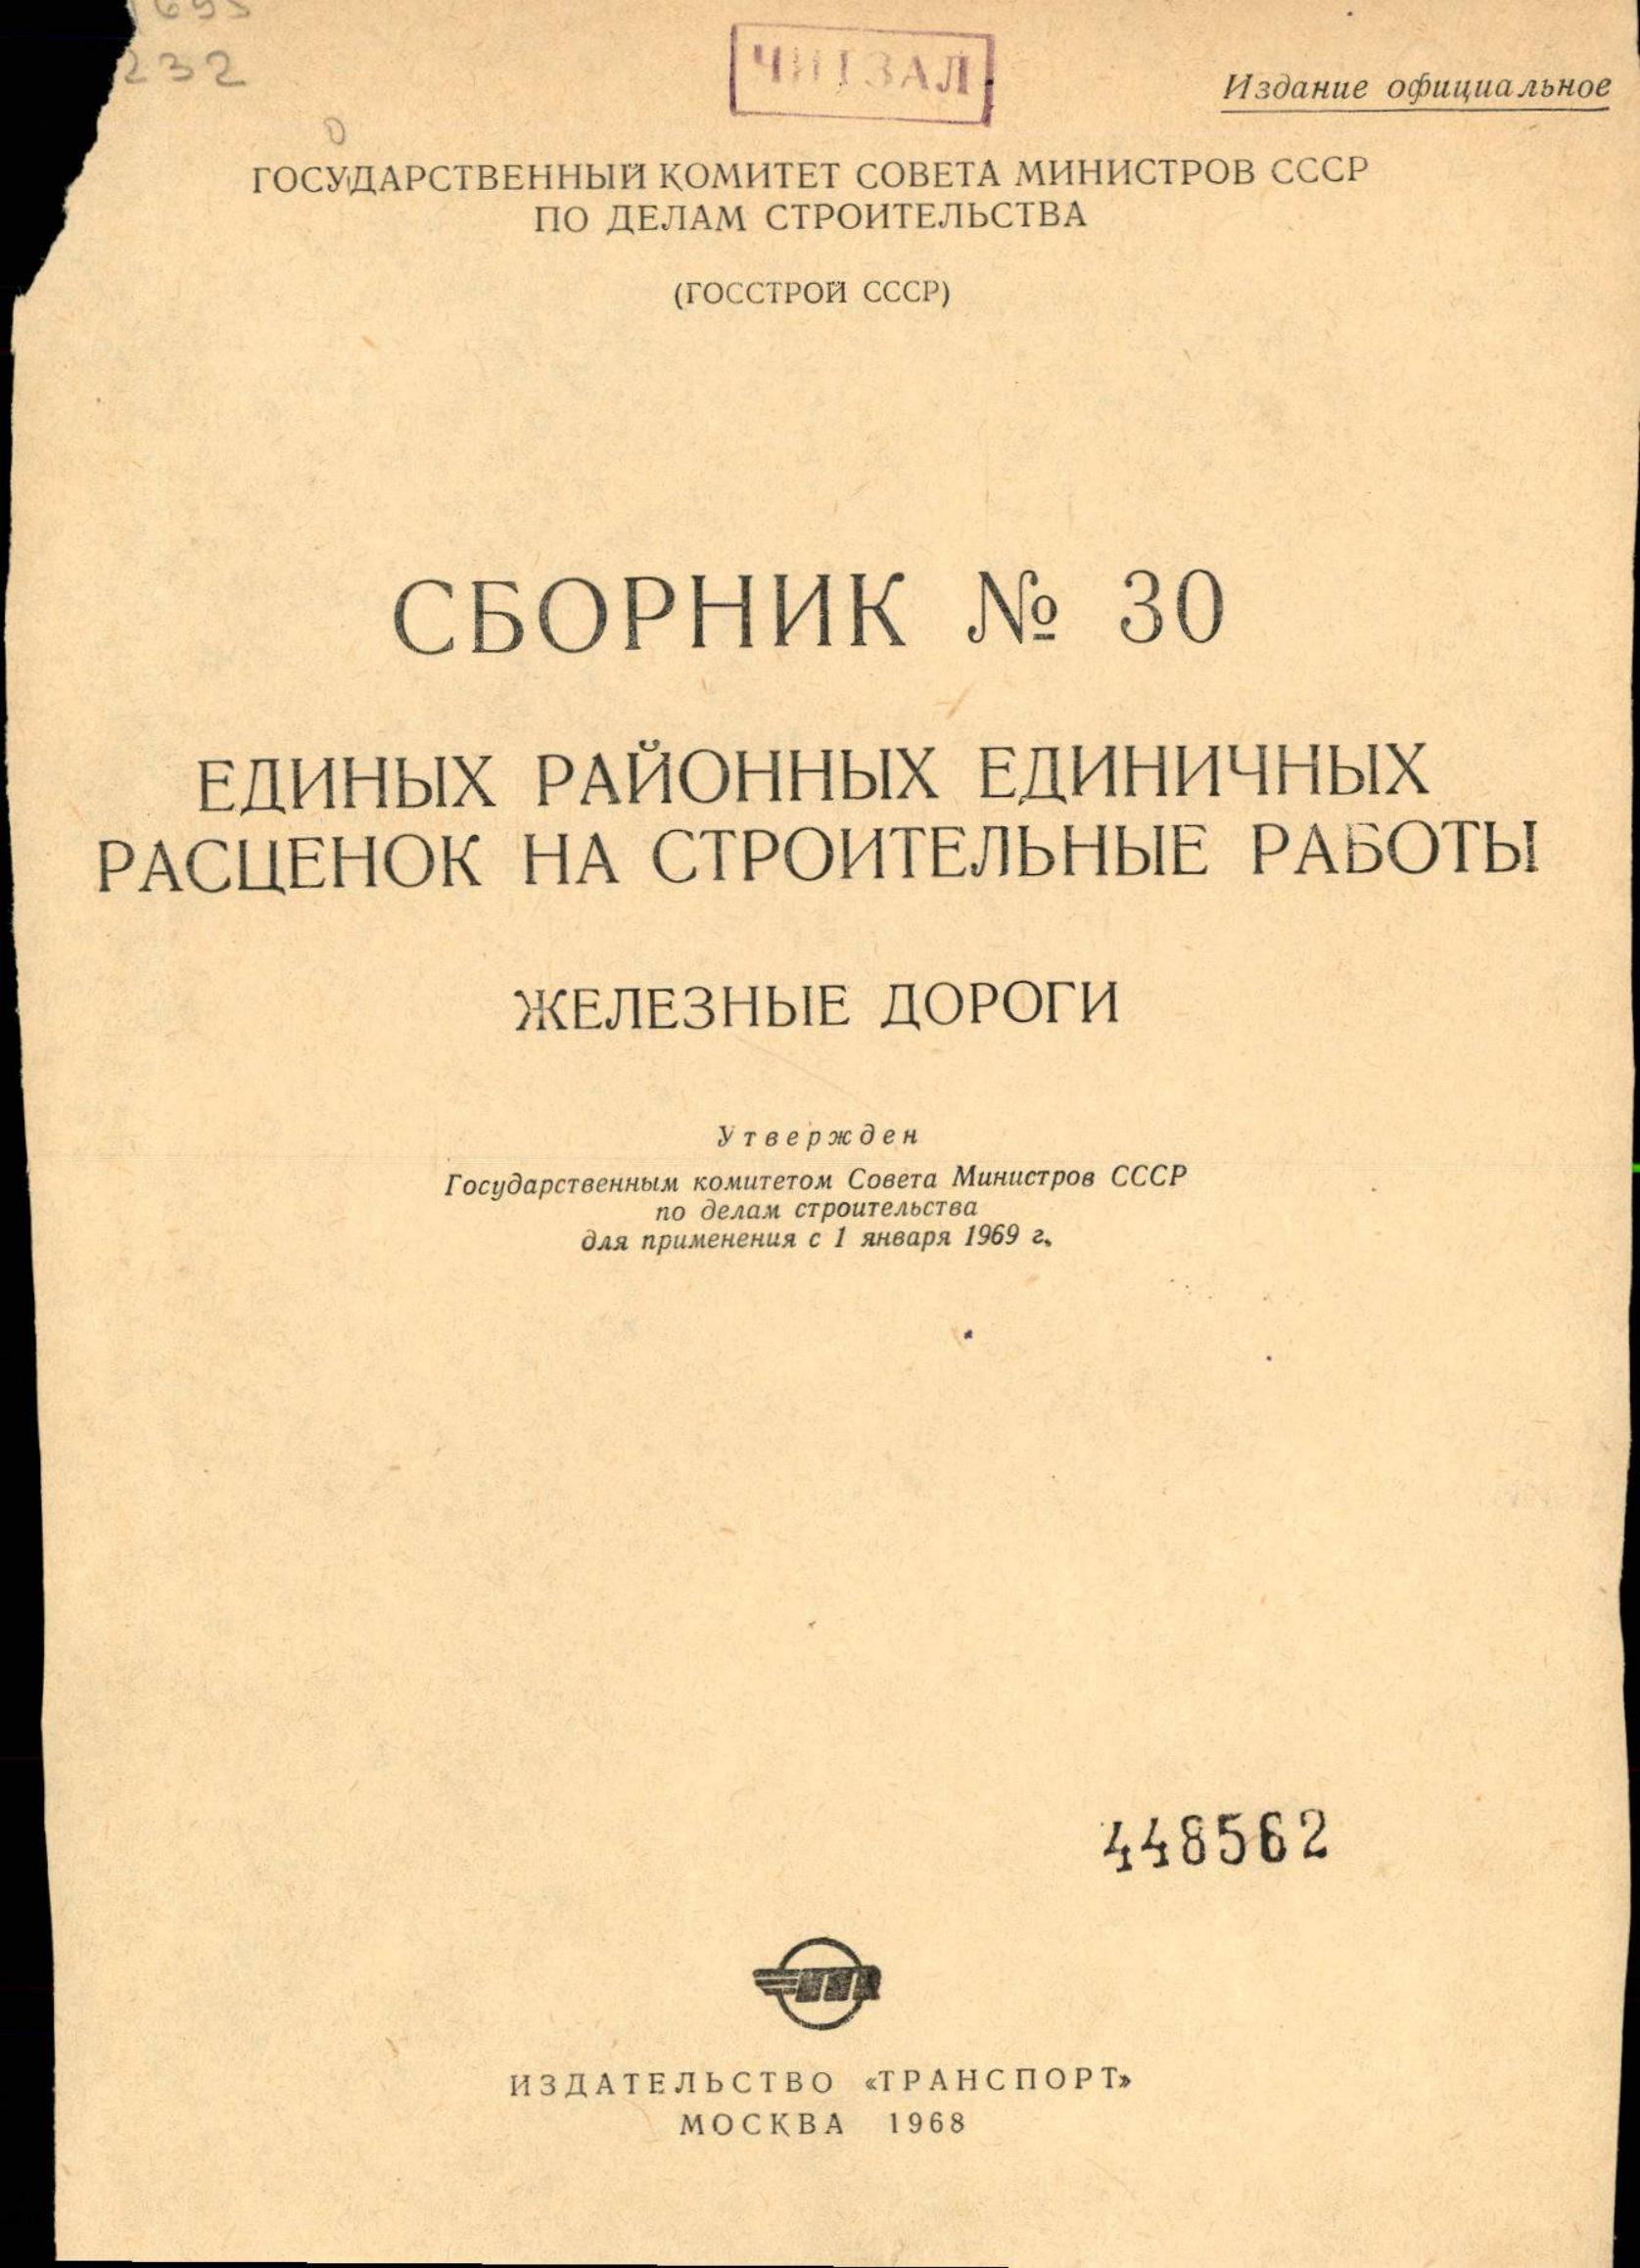 232
ЧИТЗАЛ
Издание официальное
ГОСУДАРСТВЕННЫЙ КОМИТЕТ СОВЕТА МИНИСТРОВ СССР
ПО ДЕЛАМ СТРОИТЕЛЬСТВА
(ГОССТРОЙ СССР)
СБОРНИК № 30
ЕДИНЫХ РАЙОННЫХ ЕДИНИЧНЫХ
РАСЦЕНОК НА СТРОИТЕЛЬНЫЕ РАБОТЫ
ЖЕЛЕЗНЫЕ ДОРОГИ
Утвержден
Государственным комитетом Совета Министров СССР
по делам строительства
для применения с 1 января 1969 г.
448562
ИЗДАТЕЛЬСТВО «ТРАНСПОРТ»
МОСКВА 1968